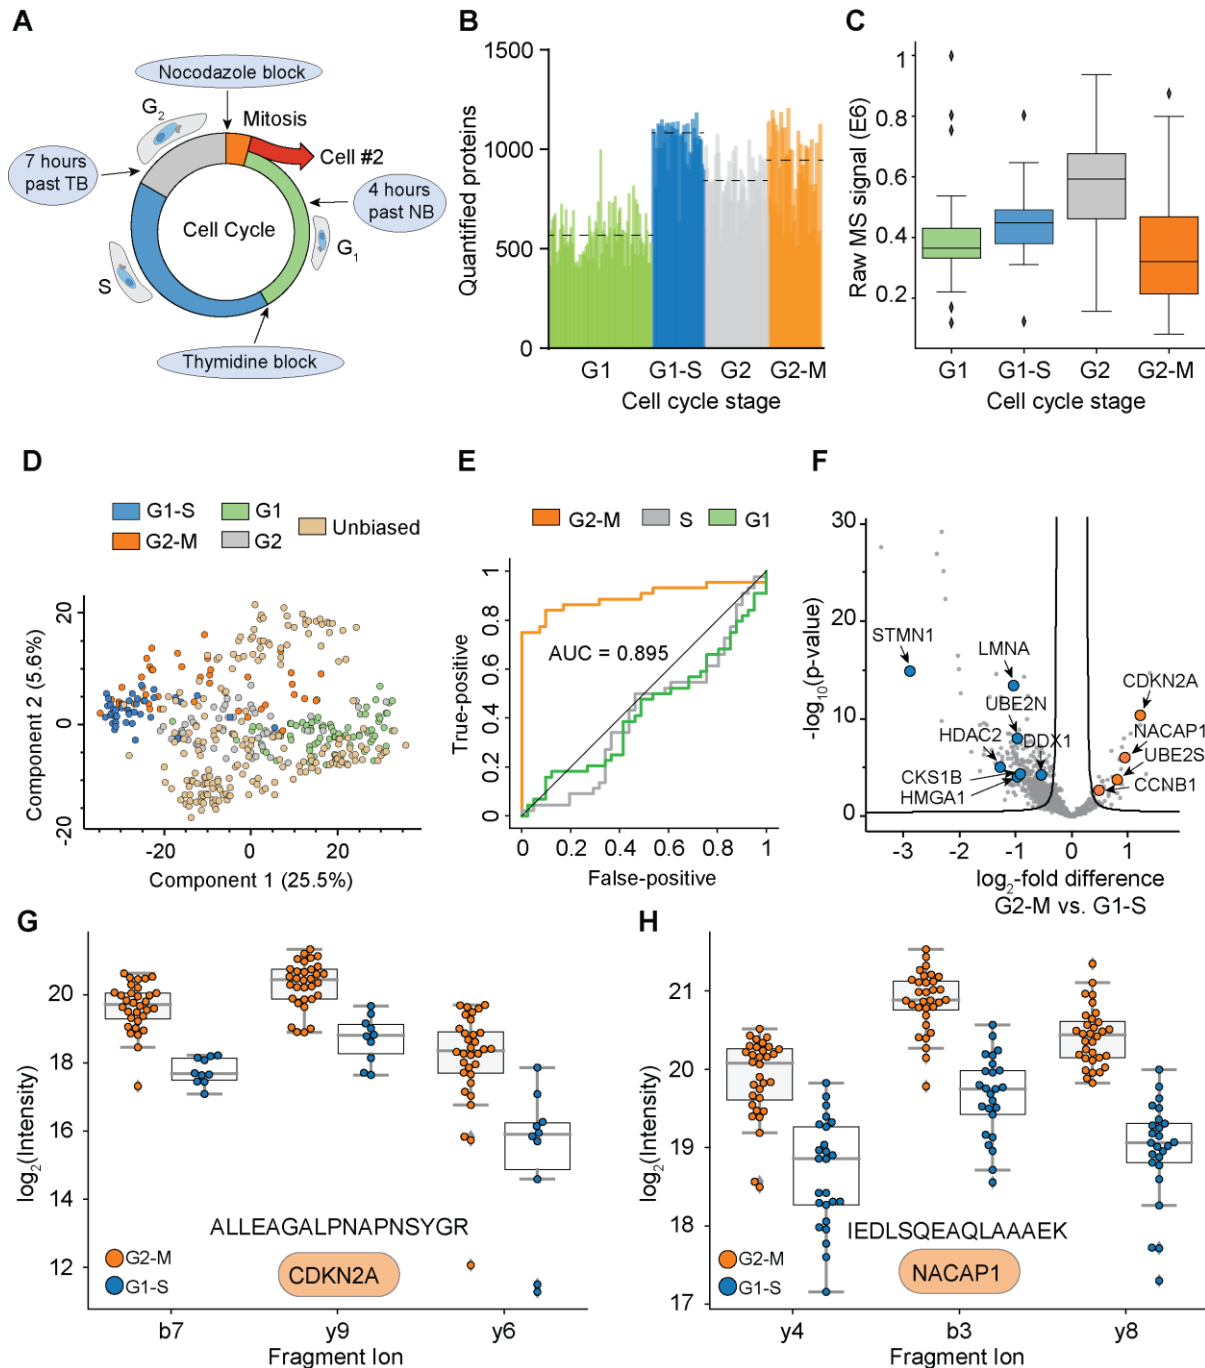 A
Nocodazole block
G2
Mitosis
Cell #2
7 hours
past TB
4 hours
past NB
Cell Cycle
G1
S
Thymidine block
B
1500
1000
500
0
Quantified proteins
G1
G1-S
G2
G2-M
Cell cycle stage
C
1
0.8
0.6
0.4
0.2
Raw MS signal (E6)
G1
G1-S
G2
G2-M
Cell cycle stage
D
G1-S
G1
Unbiased
G2-M
G2
20
0
-20
Component 2 (5.6%)
-20
0
20
Component 1 (25.5%)
E
G2-M
S
G1
1
0.8
0.6
0.4
0.2
0
True-positive
AUC = 0.895
0
0.2
0.4
0.6
0.8
1
False-positive
F
30
20
10
0
-log10(p-value)
STMN1
LMNA
UBE2N
HDAC2
DDX1
CKS1B
HMGA1
CDKN2A
NACAP1
UBE2S
CCNB1
-3
-2
-1
0
1
log2-fold difference
G2-M vs. G1-S
G
20
18
16
14
12
log2(Intensity)
ALLEAGALPNAPNSYGR
G2-M
G1-S
CDKN2A
b7
y9
y6
Fragment Ion
H
21
20
19
18
17
log2(Intensity)
IEDLSQEAQLAAAEK
G2-M
G1-S
NACAP1
y4
b3
y8
Fragment Ion